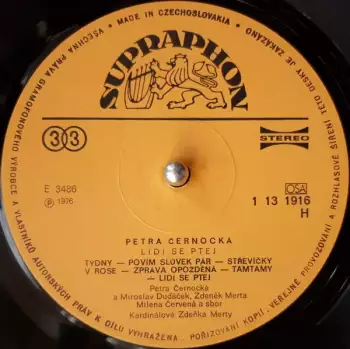 MADE IN CZECHOSLOVAKIA • VŠECHNA PRÁVA GRAMOFONOVÉHO VÝROBCE A VLASTNÍKŮ AUTORSKÝCH PRÁV K DÍLU VYHRAŽENA. POŘIZOVÁNÍ KOPIÍ, VEŘEJNÉ PROVOZOVÁNÍ A ROZHLASOVÉ ŠÍŘENÍ TÉTO DESKY JE ZAKÁZÁNO
SUPRAPHON
33
STEREO
E 3486
Ⓟ 1976
OSA
1 13 1916
H
PETRA ČERNOCKÁ
LIDI SE PTEJ
TÝDNY — POVÍM SLŮVEK PÁR — STŘEVÍČKY
V ROSE — ZPRÁVA OPOŽDĚNÁ — TAMTAMY
— LIDI SE PTEJ
Petra Černocká
a Miroslav Dudáček, Zdeněk Merta
Milena Červená a sbor
Kardinálové Zdeňka Merty